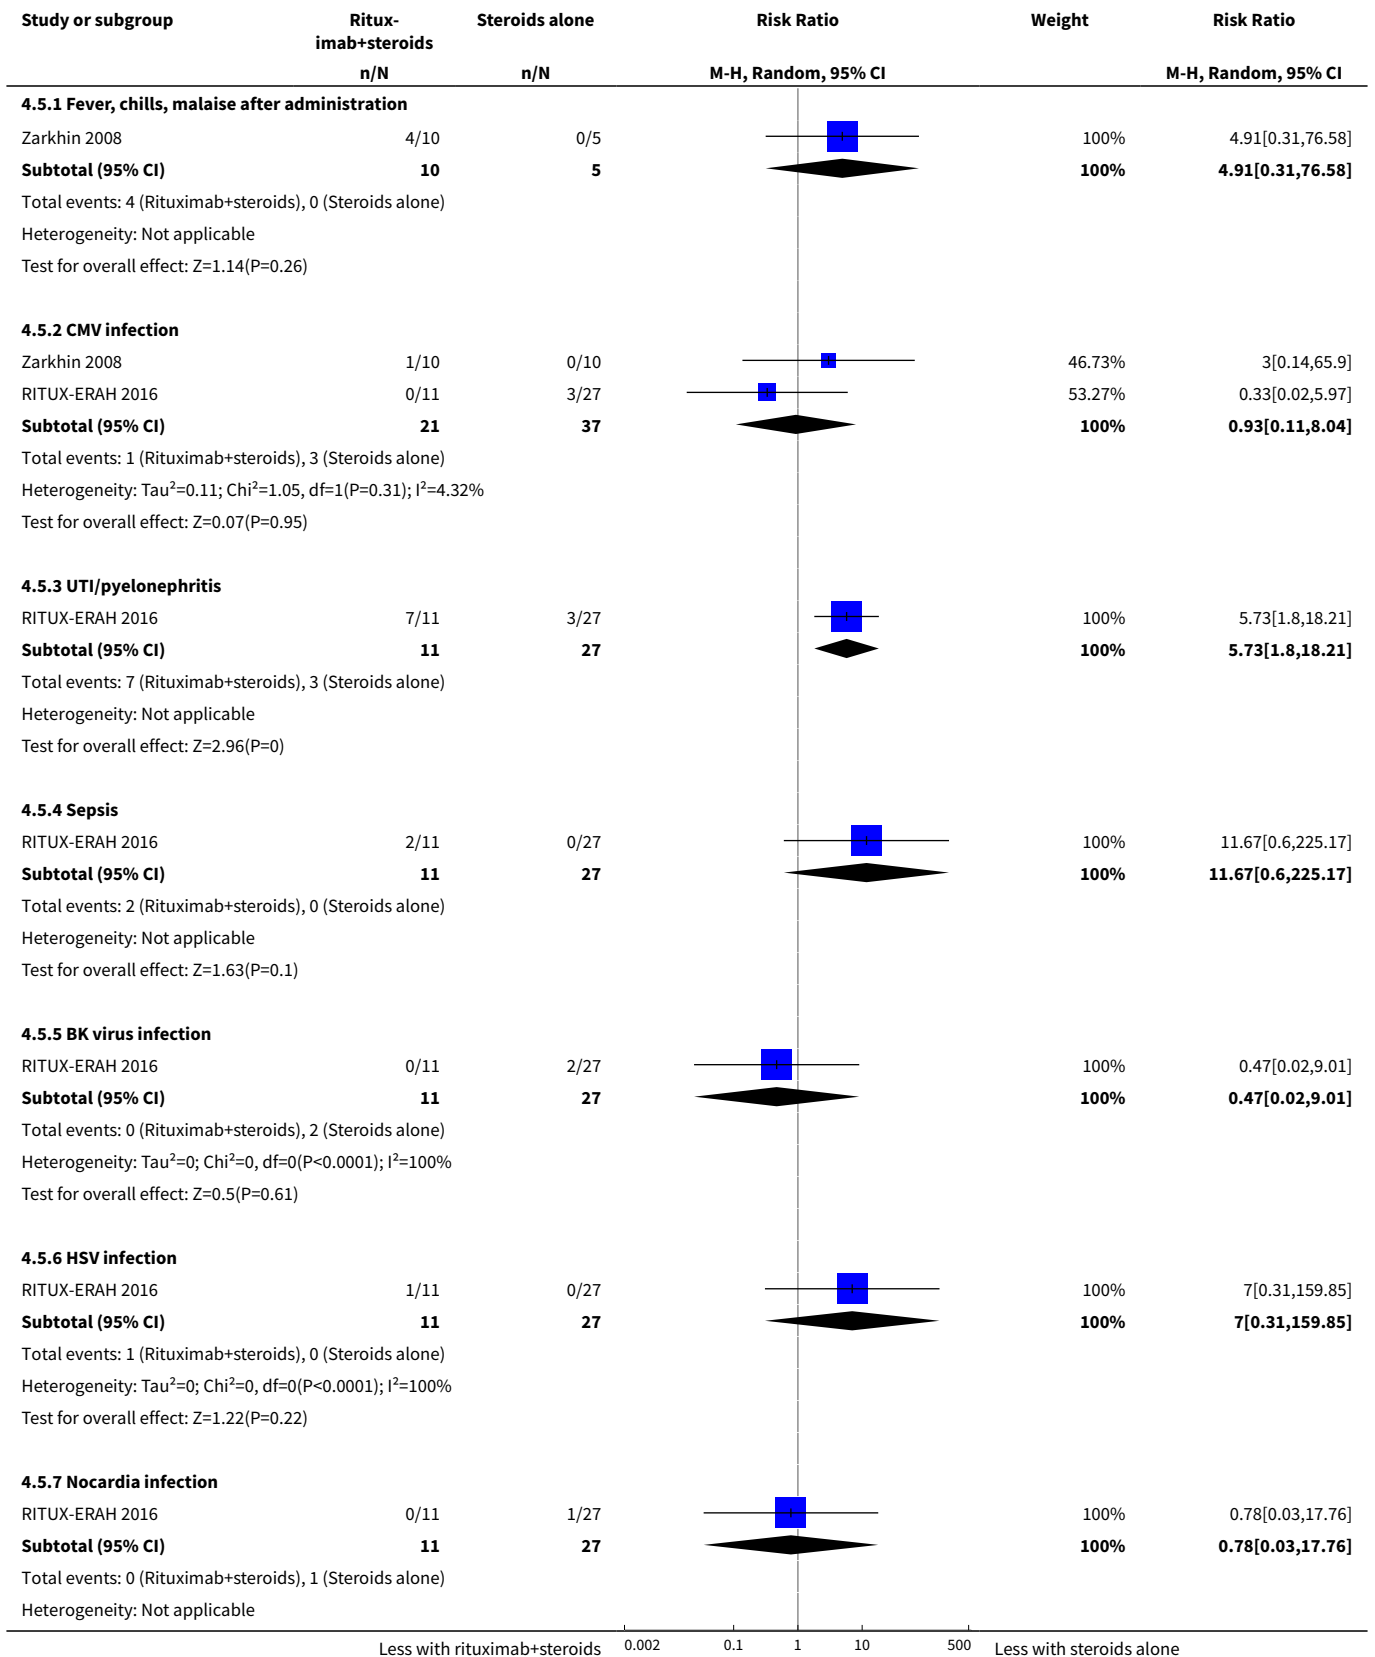 Study or subgroup Ritux- Steroids alone Risk Ratio Weight Risk Ratio
imab+steroids
n/N n/N M-H, Random, 95% CI M-H, Random, 95% CI
4.5.1 Fever, chills, malaise after administration
Zarkhin 2008 4/10 0/5 100% 4.91[0.31,76.58]
Subtotal (95% CI) 10 5 100% 4.91[0.31,76.58]
Total events: 4 (Rituximab+steroids), 0 (Steroids alone)
Heterogeneity: Not applicable
Test for overall effect: Z=1.14(P=0.26)
4.5.2 CMV infection
Zarkhin 2008 1/10 0/10 46.73% 3[0.14,65.9]
RITUX-ERAH 2016 0/11 3/27 53.27% 0.33[0.02,5.97]
Subtotal (95% CI) 21 37 100% 0.93[0.11,8.04]
Total events: 1 (Rituximab+steroids), 3 (Steroids alone)
Heterogeneity: Tau²=0.11; Chi²=1.05, df=1(P=0.31); I²=4.32%
Test for overall effect: Z=0.07(P=0.95)
4.5.3 UTI/pyelonephritis
RITUX-ERAH 2016 7/11 3/27 100% 5.73[1.8,18.21]
Subtotal (95% CI) 11 27 100% 5.73[1.8,18.21]
Total events: 7 (Rituximab+steroids), 3 (Steroids alone)
Heterogeneity: Not applicable
Test for overall effect: Z=2.96(P=0)
4.5.4 Sepsis
RITUX-ERAH 2016 2/11 0/27 100% 11.67[0.6,225.17]
Subtotal (95% CI) 11 27 100% 11.67[0.6,225.17]
Total events: 2 (Rituximab+steroids), 0 (Steroids alone)
Heterogeneity: Not applicable
Test for overall effect: Z=1.63(P=0.1)
4.5.5 BK virus infection
RITUX-ERAH 2016 0/11 2/27 100% 0.47[0.02,9.01]
Subtotal (95% CI) 11 27 100% 0.47[0.02,9.01]
Total events: 0 (Rituximab+steroids), 2 (Steroids alone)
Heterogeneity: Tau²=0; Chi²=0, df=0(P<0.0001); I²=100%
Test for overall effect: Z=0.5(P=0.61)
4.5.6 HSV infection
RITUX-ERAH 2016 1/11 0/27 100% 7[0.31,159.85]
Subtotal (95% CI) 11 27 100% 7[0.31,159.85]
Total events: 1 (Rituximab+steroids), 0 (Steroids alone)
Heterogeneity: Tau²=0; Chi²=0, df=0(P<0.0001); I²=100%
Test for overall effect: Z=1.22(P=0.22)
4.5.7 Nocardia infection
RITUX-ERAH 2016 0/11 1/27 100% 0.78[0.03,17.76]
Subtotal (95% CI) 11 27 100% 0.78[0.03,17.76]
Total events: 0 (Rituximab+steroids), 1 (Steroids alone)
Heterogeneity: Not applicable
Less with rituximab+steroids 0.002 0.1 1 10 500 Less with steroids alone